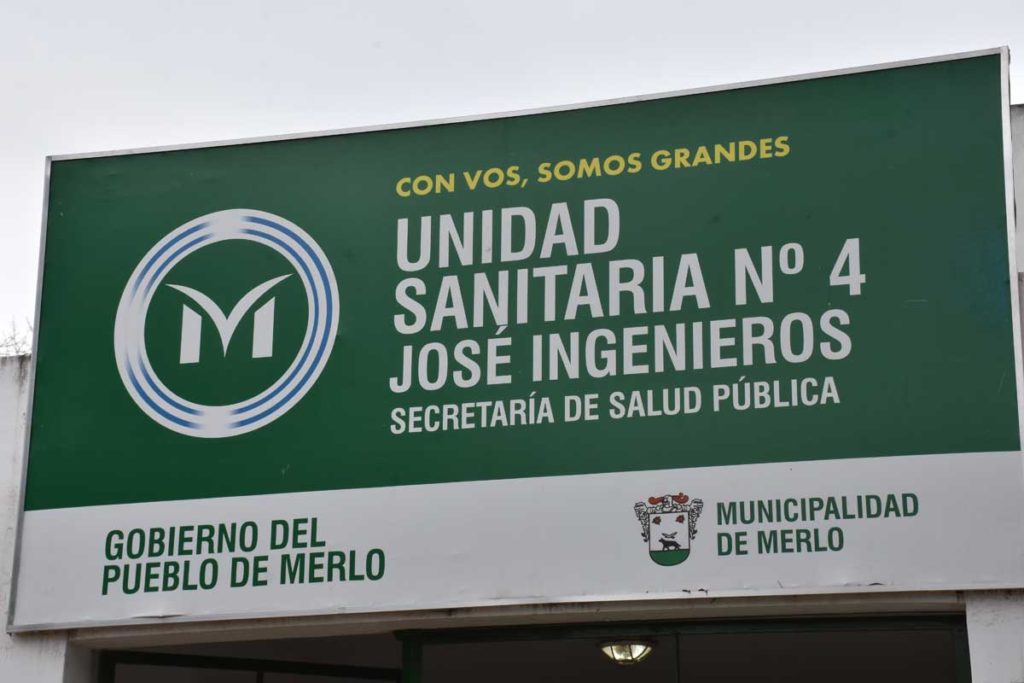 CON VOS, SOMOS GRANDES
UNIDAD
SANITARIA Nº 4
JOSÉ INGENIEROS
SECRETARÍA DE SALUD PÚBLICA
M
GOBIERNO DEL
PUEBLO DE MERLO
MUNICIPALIDAD
DE MERLO